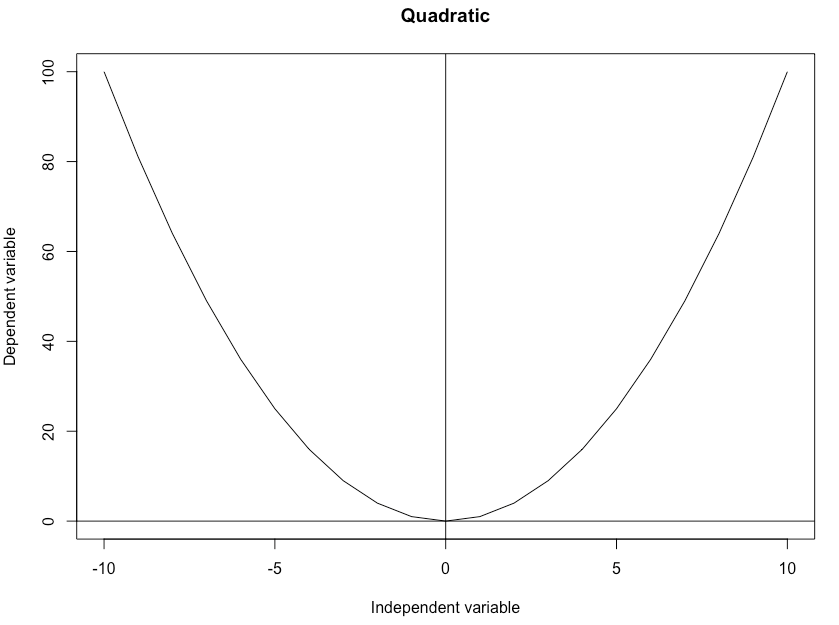 Quadratic
Dependent variable
100
80
60
40
20
0
-10 -5 0 5 10
Independent variable